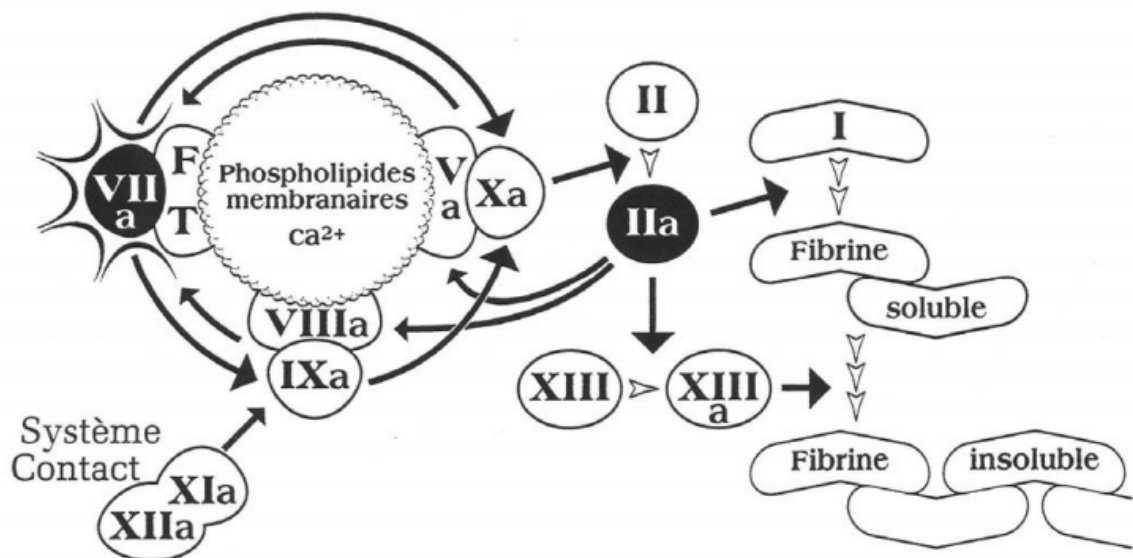 VII
a
F
T
Phospholipides
membranaires
ca²⁺
V
a
Xa
VIIIa
IXa
Système
Contact
XIa
XIIa
II
IIa
XIII
XIII
a
I
Fibrine
soluble
Fibrine
insoluble